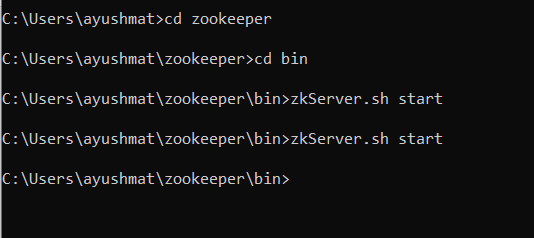 C:\Users\ayushmat>cd zookeeper
C:\Users\ayushmat\zookeeper>cd bin
C:\Users\ayushmat\zookeeper\bin>zkServer.sh start
C:\Users\ayushmat\zookeeper\bin>zkServer.sh start
C:\Users\ayushmat\zookeeper\bin>